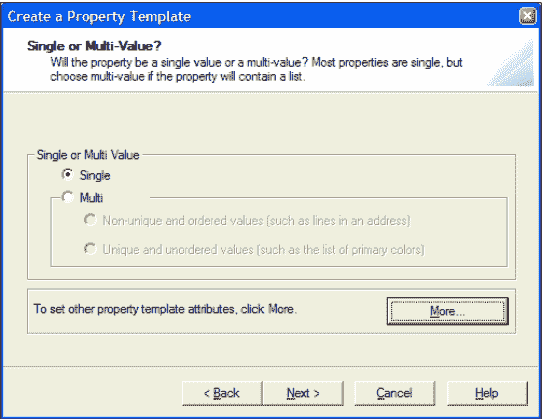 Create a Property Template
Single or Multi-Value?
Will the property be a single value or a multi-value? Most properties are single, but
choose multi-value if the property will contain a list.
Single or Multi Value
Single
Multi
Non-unique and ordered values (such as lines in an address)
Unique and unordered values (such as the list of primary colors)
To set other property template attributes, click More.
More...
< Back
Next >
Cancel
Help